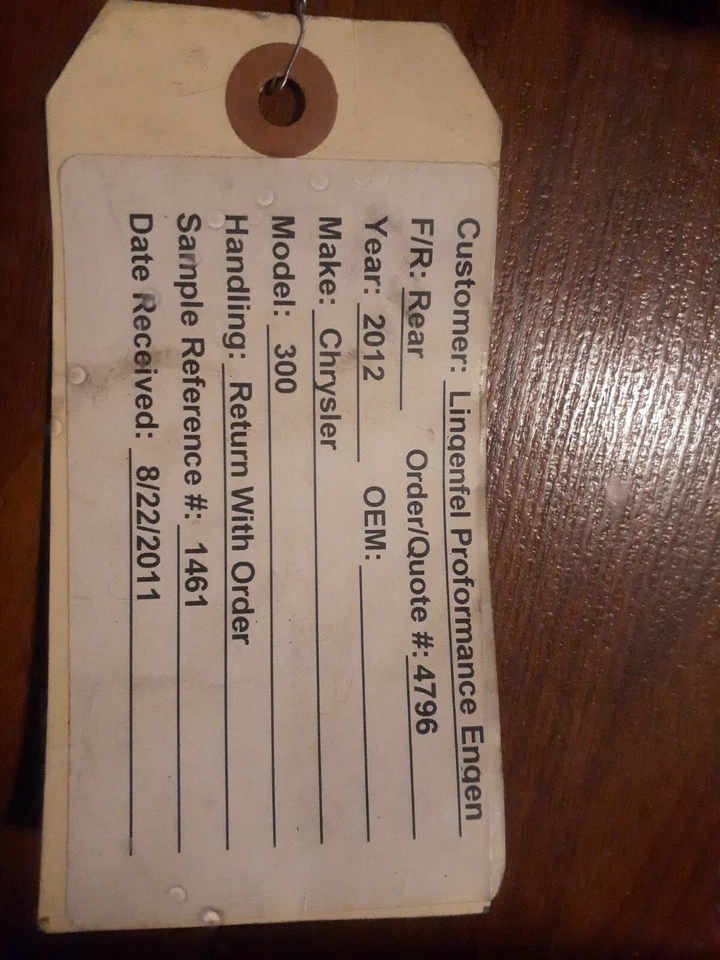 Customer: Lingenfel Proformance Engen
F/R: Rear Order/Quote #: 4796
Year: 2012 OEM:
Make: Chrysler
Model: 300
Handling: Return With Order
Sample Reference #: 1461
Date Received: 8/22/2011